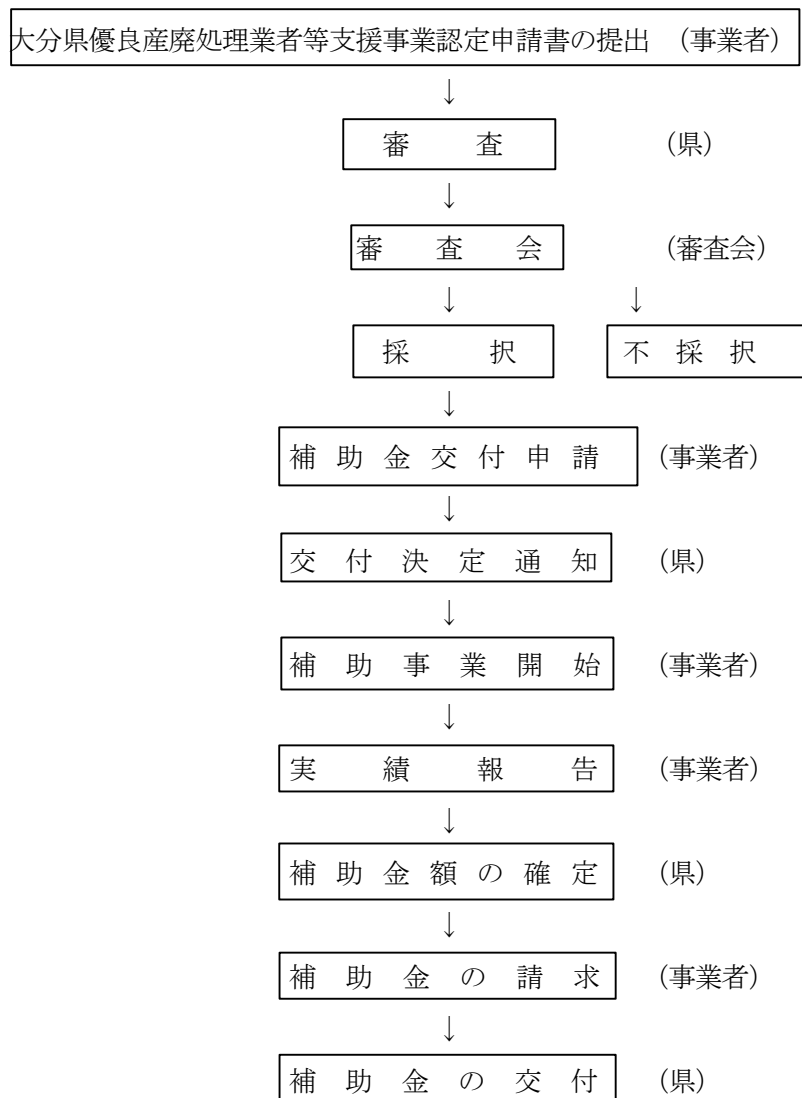 大分県優良産廃処理業者等支援事業認定申請書の提出 （事業者）
↓
審 査 （県）
↓
審 査 会 （審査会）
↓ ↓
採 択 不 採 択
↓
補 助 金 交 付 申 請 （事業者）
↓
交 付 決 定 通 知 （県）
↓
補 助 事 業 開 始 （事業者）
↓
実 績 報 告 （事業者）
↓
補 助 金 額 の 確 定 （県）
↓
補 助 金 の 請 求 （事業者）
↓
補 助 金 の 交 付 （県）